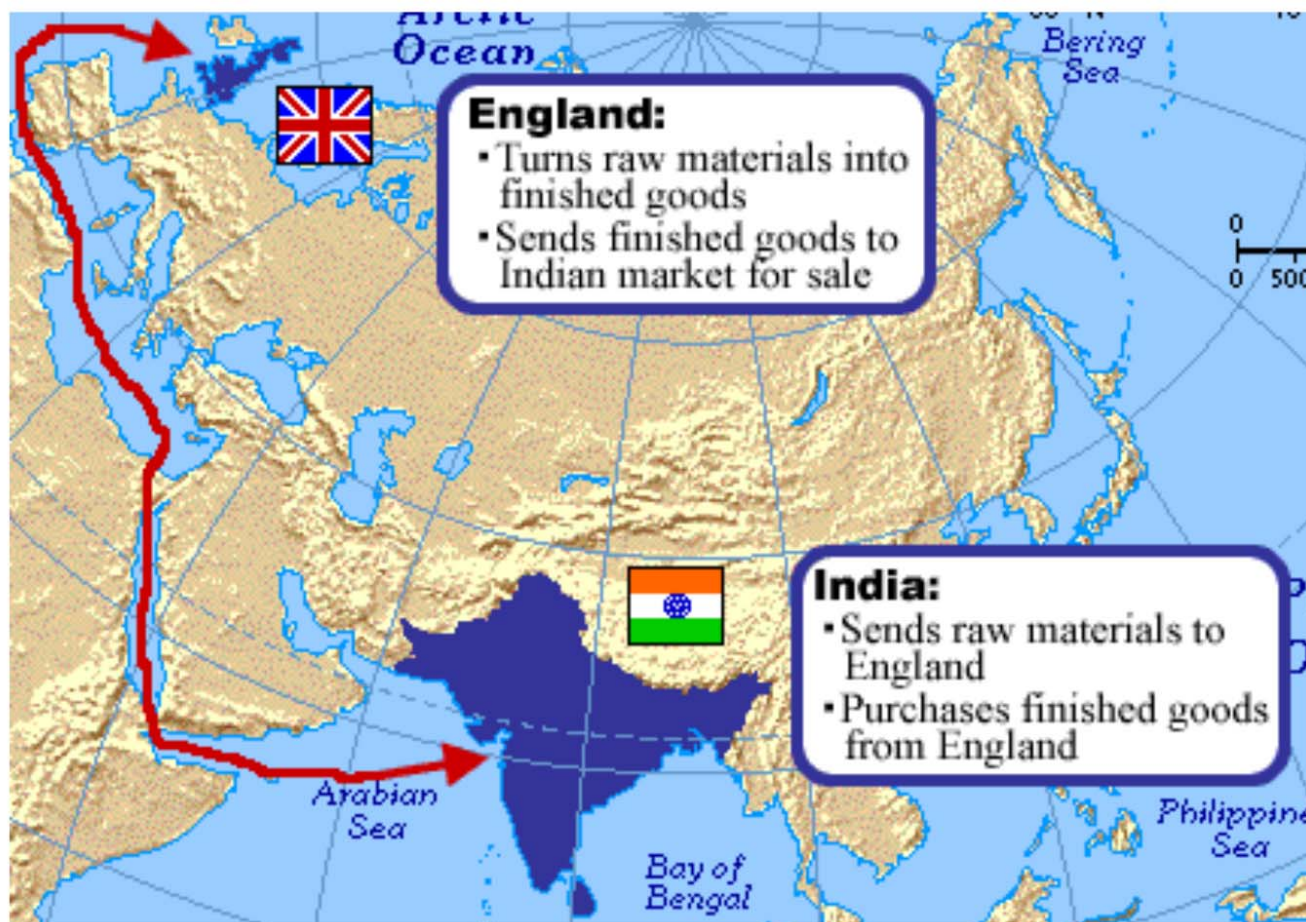 Arctic
Ocean
Bering
Sea
England:
▪ Turns raw materials into
finished goods
▪ Sends finished goods to
Indian market for sale
0
0 500
India:
▪ Sends raw materials to
England
▪ Purchases finished goods
from England
Arabian
Sea
Bay of
Bengal
Philippine
Sea